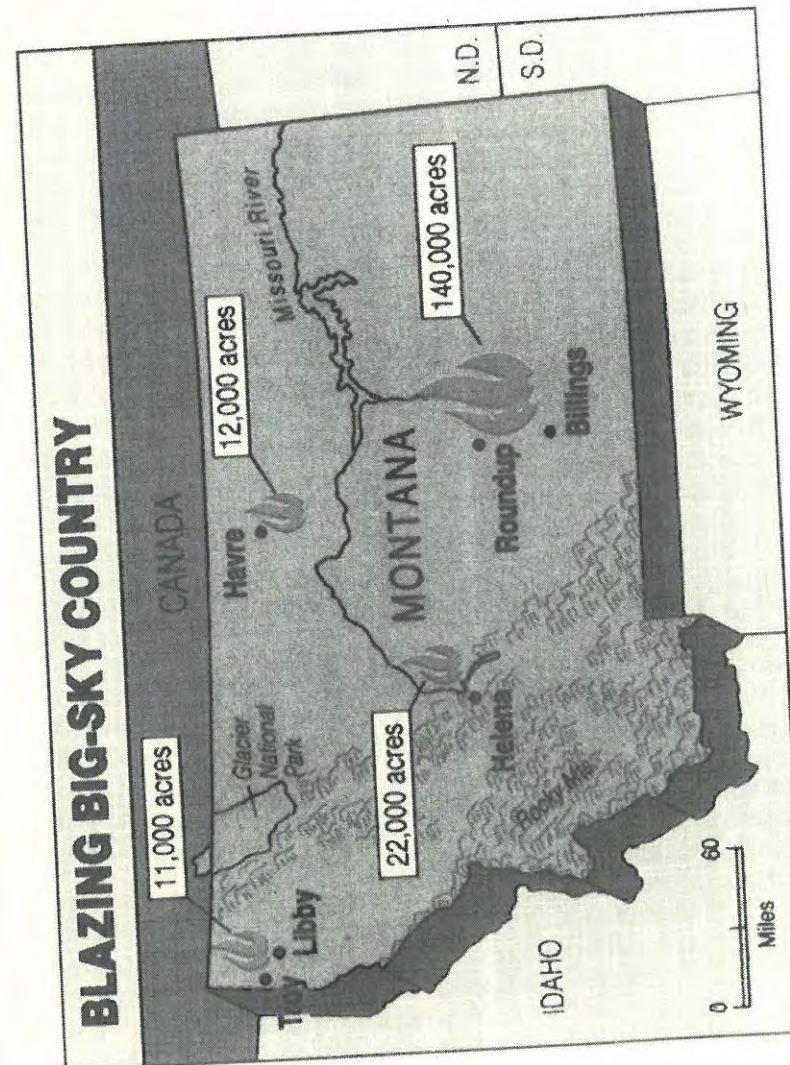 BLAZING BIG-SKY COUNTRY
CANADA
11,000 acres
Glacier
National
Park
Troy
Libby
Havre
12,000 acres
Missouri River
N.D.
S.D.
MONTANA
22,000 acres
Helena
Rocky Mts.
Roundup
Billings
140,000 acres
IDAHO
WYOMING
0
60
Miles